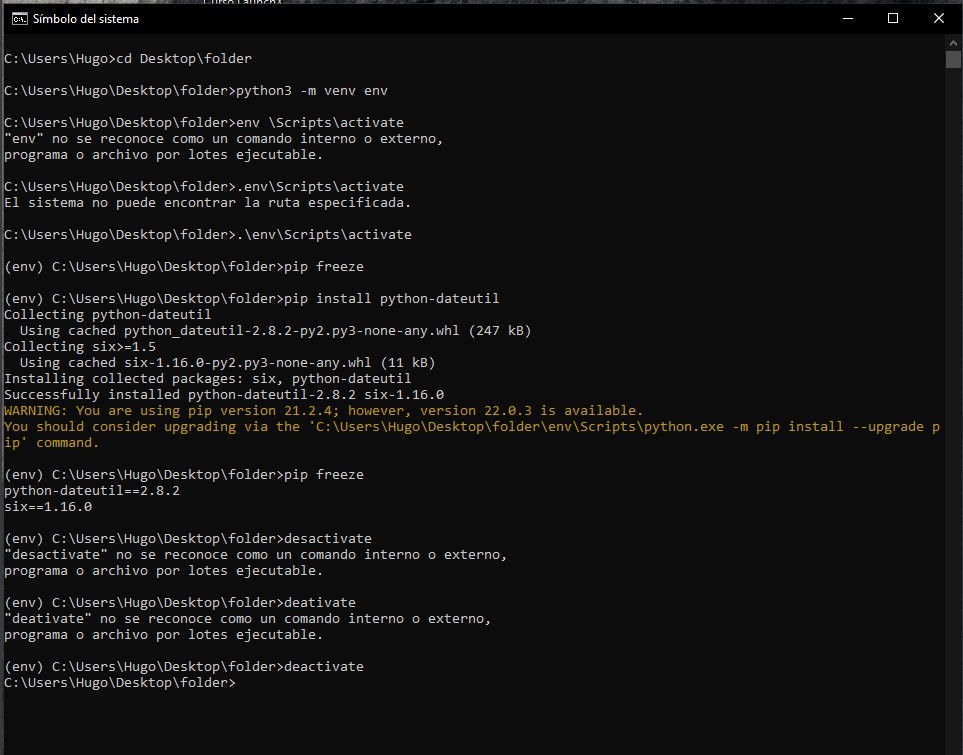 Curso LaunchX
Símbolo del sistema
C:\Users\Hugo>cd Desktop\folder
C:\Users\Hugo\Desktop\folder>python3 -m venv env
C:\Users\Hugo\Desktop\folder>env \Scripts\activate
"env" no se reconoce como un comando interno o externo,
programa o archivo por lotes ejecutable.
C:\Users\Hugo\Desktop\folder>.env\Scripts\activate
El sistema no puede encontrar la ruta especificada.
C:\Users\Hugo\Desktop\folder>.\env\Scripts\activate
(env) C:\Users\Hugo\Desktop\folder>pip freeze
(env) C:\Users\Hugo\Desktop\folder>pip install python-dateutil
Collecting python-dateutil
  Using cached python_dateutil-2.8.2-py2.py3-none-any.whl (247 kB)
Collecting six>=1.5
  Using cached six-1.16.0-py2.py3-none-any.whl (11 kB)
Installing collected packages: six, python-dateutil
Successfully installed python-dateutil-2.8.2 six-1.16.0
WARNING: You are using pip version 21.2.4; however, version 22.0.3 is available.
You should consider upgrading via the 'C:\Users\Hugo\Desktop\folder\env\Scripts\python.exe -m pip install --upgrade p
ip' command.
(env) C:\Users\Hugo\Desktop\folder>pip freeze
python-dateutil==2.8.2
six==1.16.0
(env) C:\Users\Hugo\Desktop\folder>desactivate
"desactivate" no se reconoce como un comando interno o externo,
programa o archivo por lotes ejecutable.
(env) C:\Users\Hugo\Desktop\folder>deativate
"deativate" no se reconoce como un comando interno o externo,
programa o archivo por lotes ejecutable.
(env) C:\Users\Hugo\Desktop\folder>deactivate
C:\Users\Hugo\Desktop\folder>